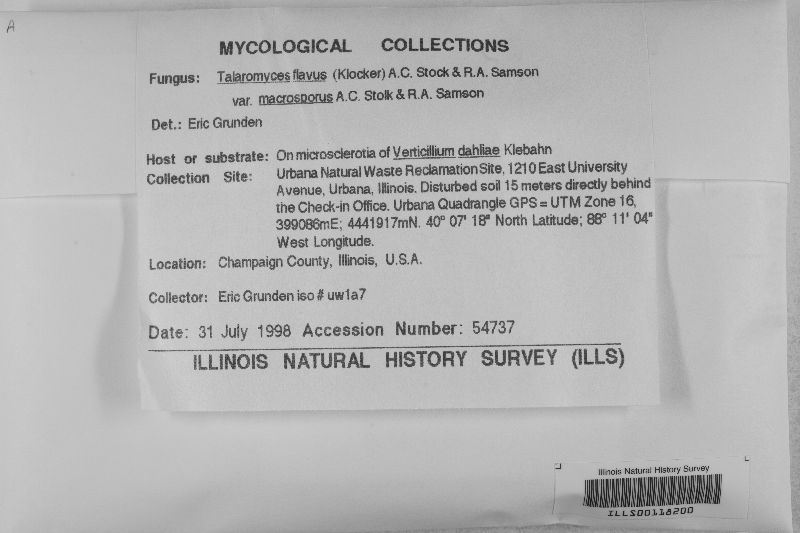 A
MYCOLOGICAL COLLECTIONS
Fungus: Talaromyces flavus (Klocker) A.C. Stock & R.A. Samson
var. macrosporus A.C. Stolk & R.A. Samson
Det.: Eric Grunden
Host or substrate: On microsclerotia of Verticillium dahliae Klebahn
Collection Site: Urbana Natural Waste Reclamation Site, 1210 East University
Avenue, Urbana, Illinois. Disturbed soil 15 meters directly behind
the Check-in Office. Urbana Quadrangle GPS = UTM Zone 16,
399086mE; 4441917mN. 40° 07' 18" North Latitude; 88° 11' 04"
West Longitude.
Location: Champaign County, Illinois, U.S.A.
Collector: Eric Grunden iso # uw1a7
Date: 31 July 1998 Accession Number: 54737
ILLINOIS NATURAL HISTORY SURVEY (ILLS)
Illinois Natural History Survey
ILLS00118200